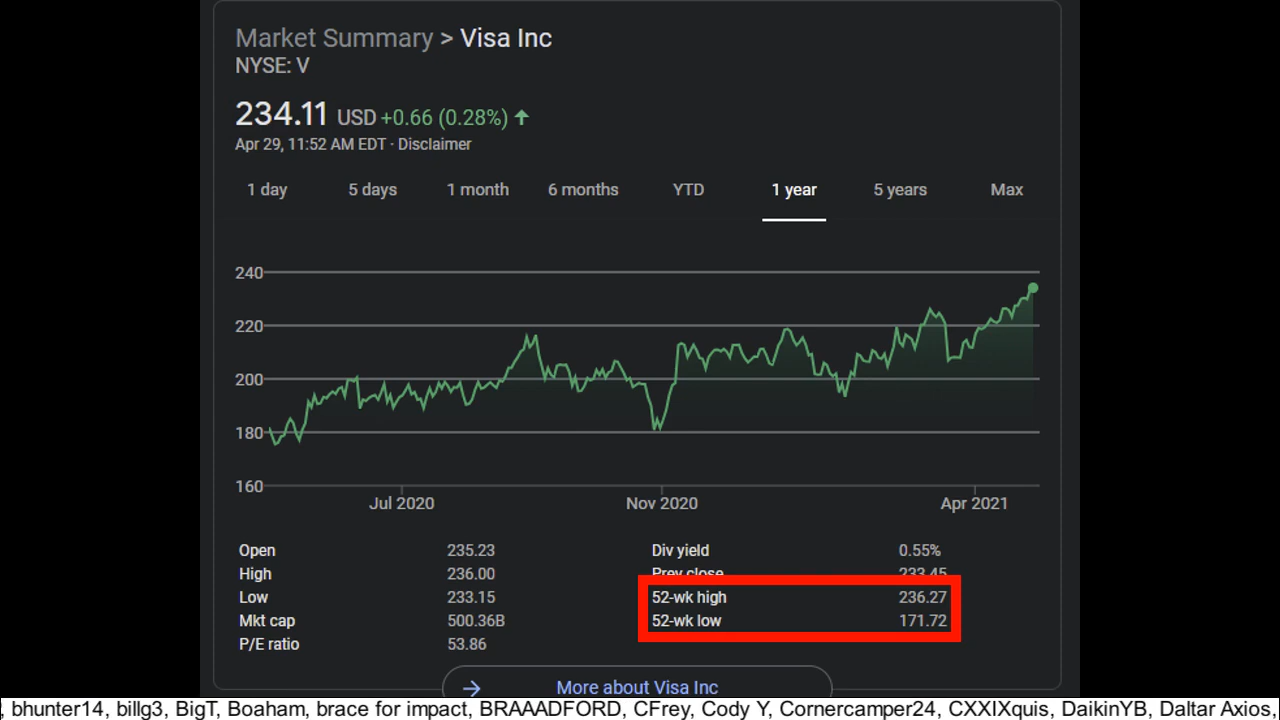 Market Summary > Visa Inc
NYSE: V
234.11 USD +0.66 (0.28%)
Apr 29, 11:52 AM EDT · Disclaimer
1 day 5 days 1 month 6 months YTD 1 year 5 years Max
240
220
200
180
160
Jul 2020 Nov 2020 Apr 2021
Open 235.23 Div yield 0.55%
High 236.00 Prev close 233.45
Low 233.15 52-wk high 236.27
Mkt cap 500.36B 52-wk low 171.72
P/E ratio 53.86
More about Visa Inc
, bhunter14, billg3, BigT, Boaham, brace for impact, BRAAADFORD, CFrey, Cody Y, Cornercamper24, CXXIXquis, DaikinYB, Daltar Axios,